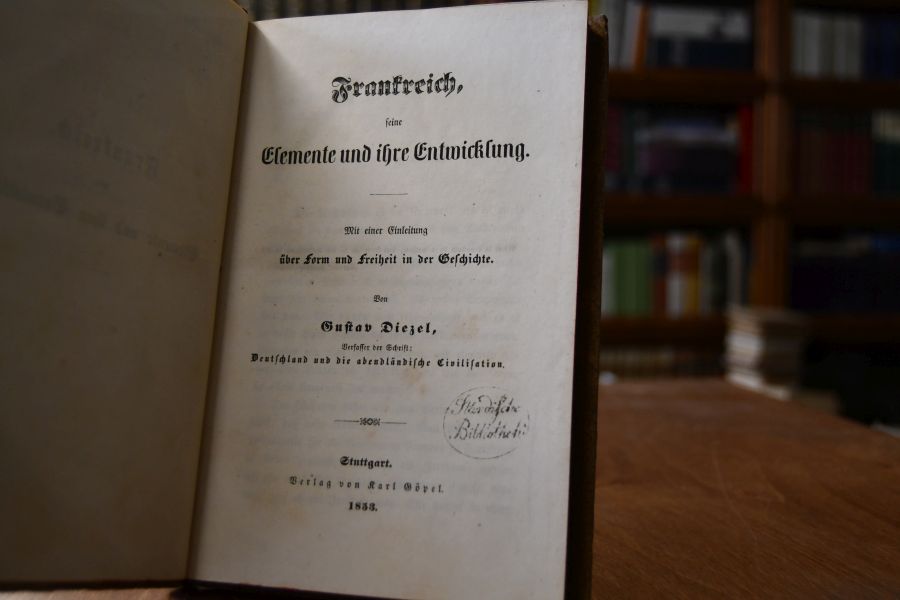 Frankreich,
seine
Elemente und ihre Entwicklung.
Mit einer Einleitung
über Form und Freiheit in der Geschichte.
Von
Gustav Diezel,
Verfasser der Schrift:
Deutschland und die abendländische Civilisation.
Bibliothek
Stuttgart.
Verlag von Karl Göpel.
1853.